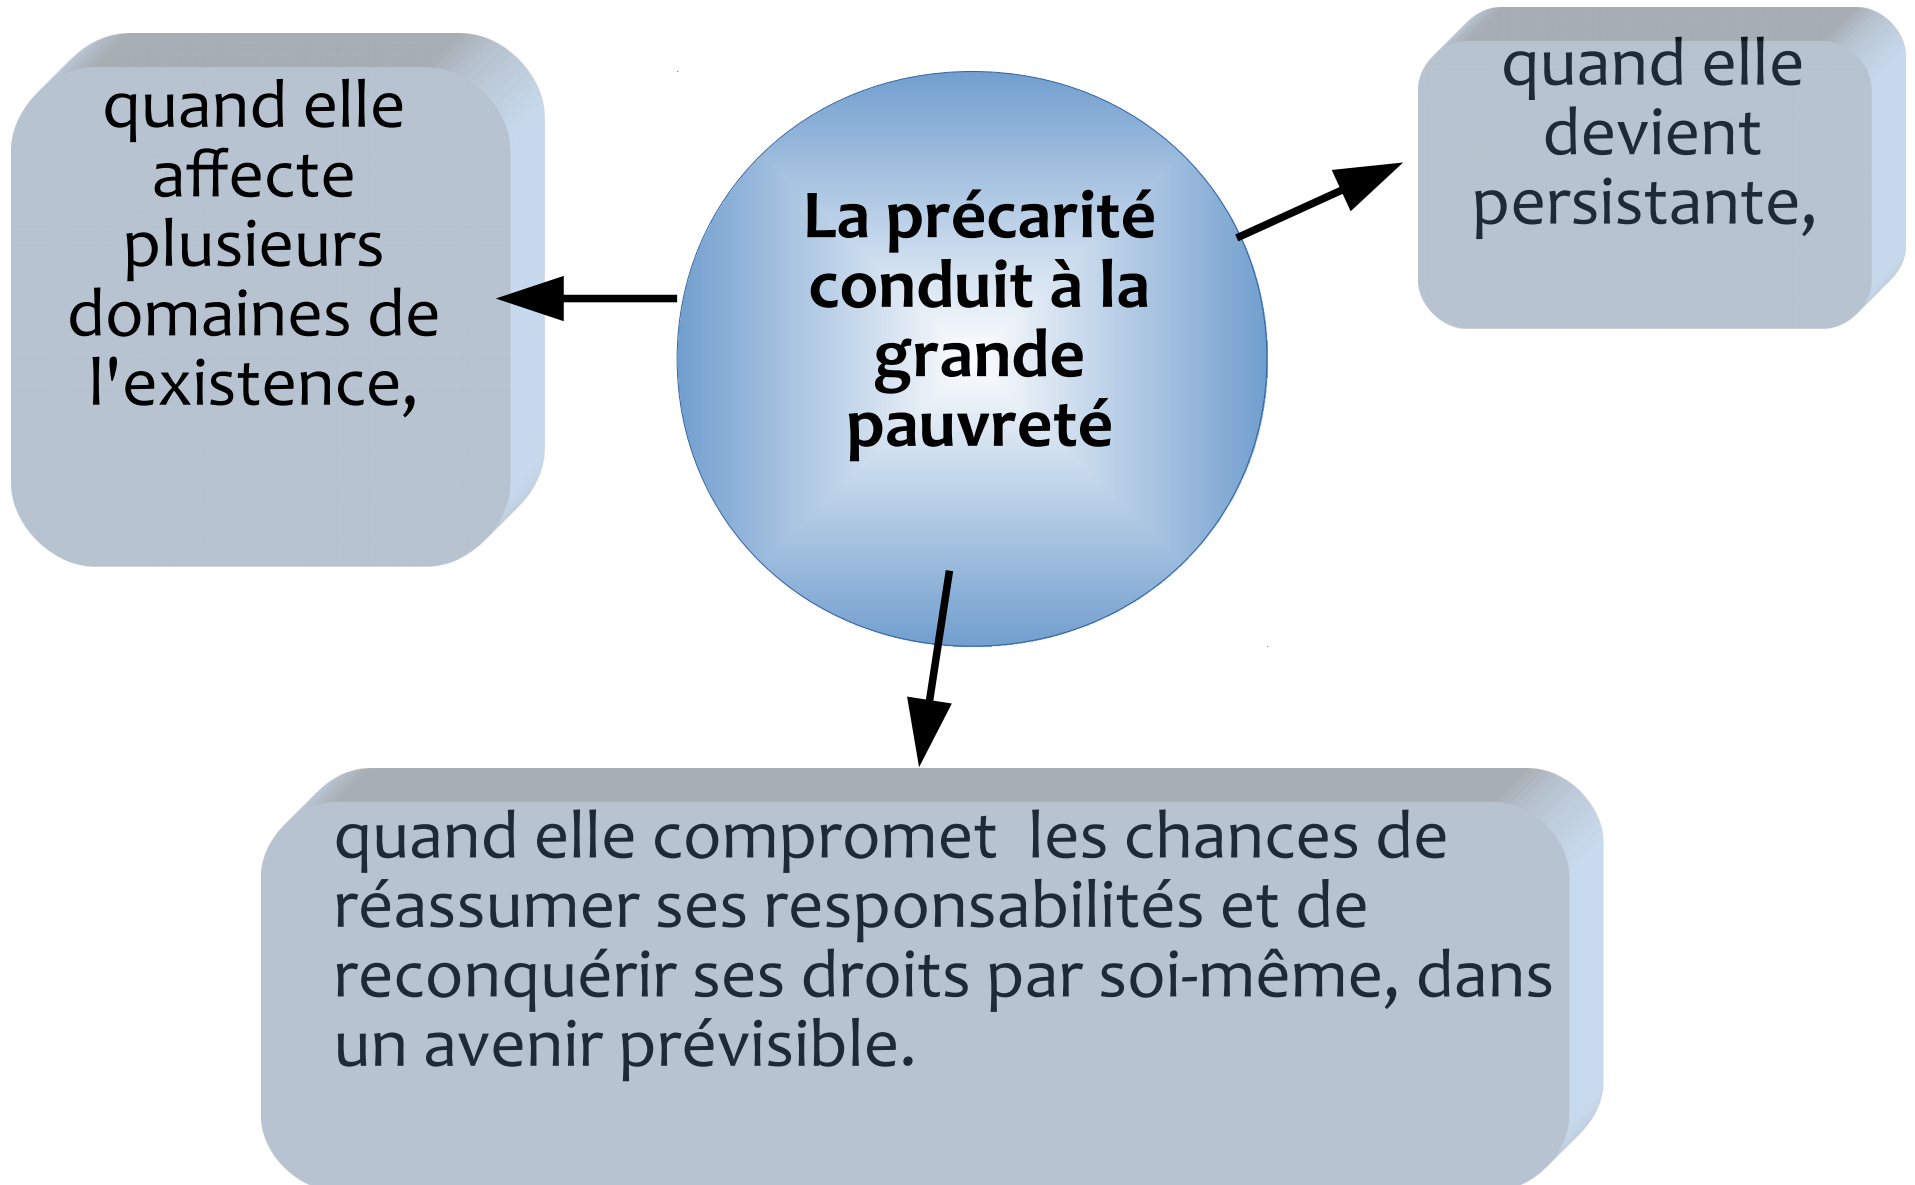 La précarité
conduit à la
grande
pauvreté
quand elle
affecte
plusieurs
domaines de
l'existence,
quand elle
devient
persistante,
quand elle compromet  les chances de
réassumer ses responsabilités et de
reconquérir ses droits par soi-même, dans
un avenir prévisible.